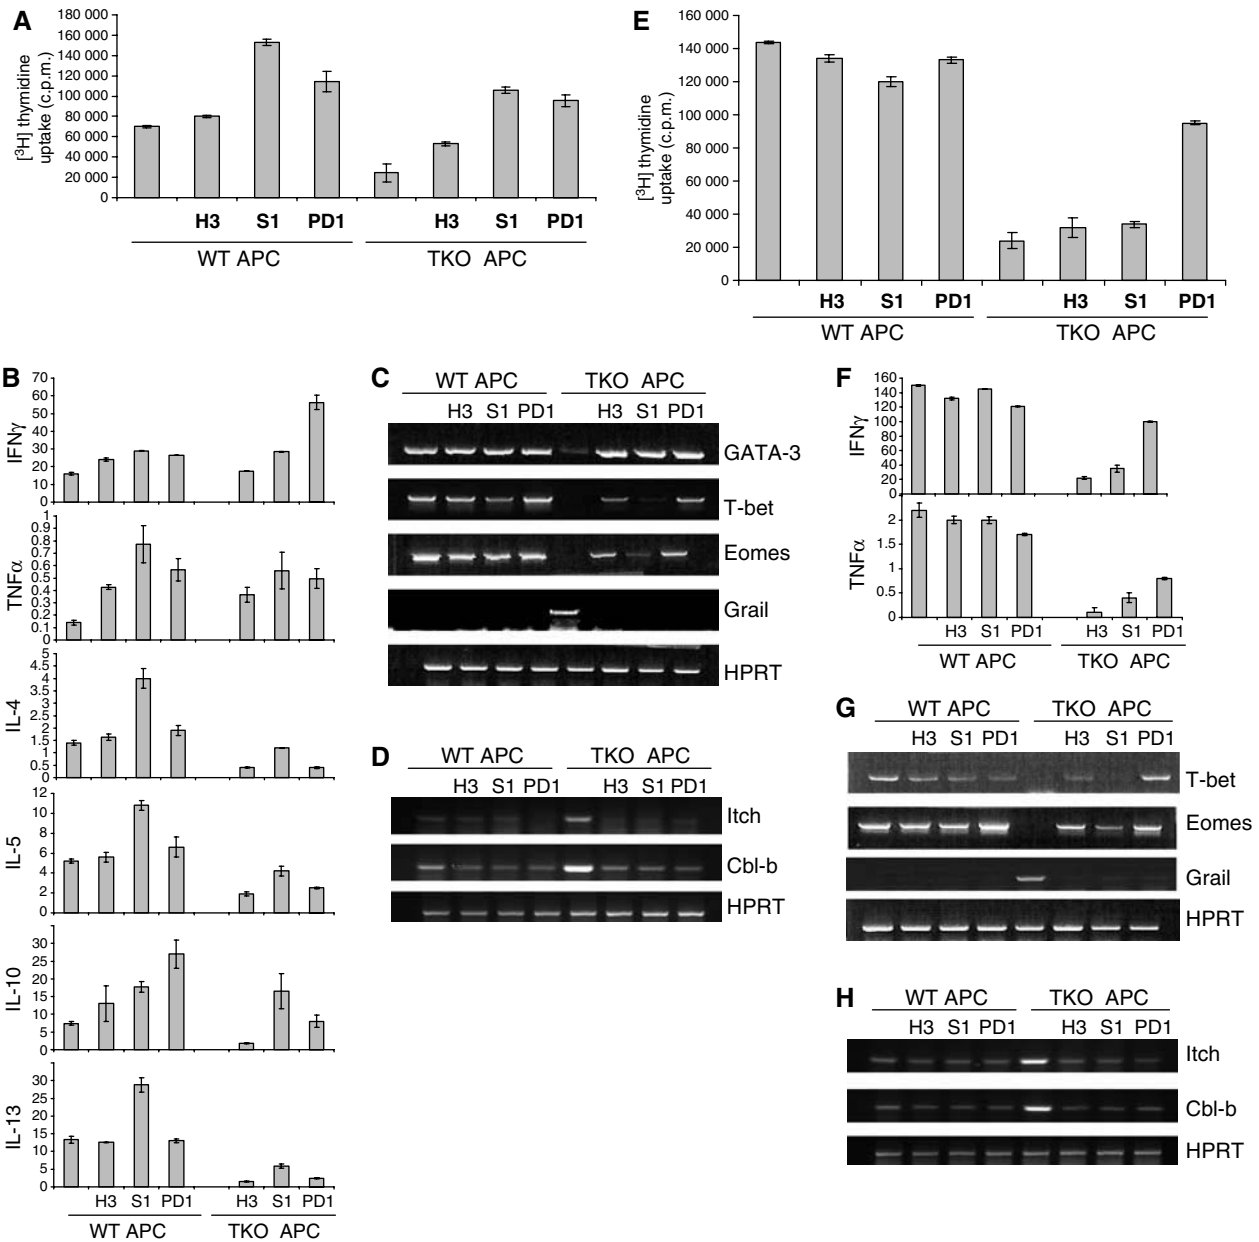 A
180 000
160 000
140 000
120 000
100 000
80 000
60 000
40 000
20 000
0
[³H] thymidine
uptake (c.p.m.)
H3 S1 PD1 H3 S1 PD1
WT APC TKO APC
E
160 000
140 000
120 000
100 000
80 000
60 000
40 000
20 000
0
[³H] thymidine
uptake (c.p.m.)
H3 S1 PD1 H3 S1 PD1
WT APC TKO APC
B
70
60
50
40
30
20
10
0
IFNγ
1
0.9
0.8
0.7
0.6
0.5
0.4
0.3
0.2
0.1
0
TNFα
5
4.5
4
3.5
3
2.5
2
1.5
1
0.5
0
IL-4
12
10
8
6
4
2
0
IL-5
30
25
20
15
10
5
0
IL-10
30
25
20
15
10
5
0
IL-13
H3 S1 PD1 H3 S1 PD1
WT APC TKO APC
C
WT APC TKO APC
H3 S1 PD1 H3 S1 PD1
GATA-3
T-bet
Eomes
Grail
HPRT
D
WT APC TKO APC
H3 S1 PD1 H3 S1 PD1
Itch
Cbl-b
HPRT
F
160
140
120
100
80
60
40
20
0
IFNγ
2
1.5
1
0.5
0
TNFα
H3 S1 PD1 H3 S1 PD1
WT APC TKO APC
G
WT APC TKO APC
H3 S1 PD1 H3 S1 PD1
T-bet
Eomes
Grail
HPRT
H
WT APC TKO APC
H3 S1 PD1 H3 S1 PD1
Itch
Cbl-b
HPRT